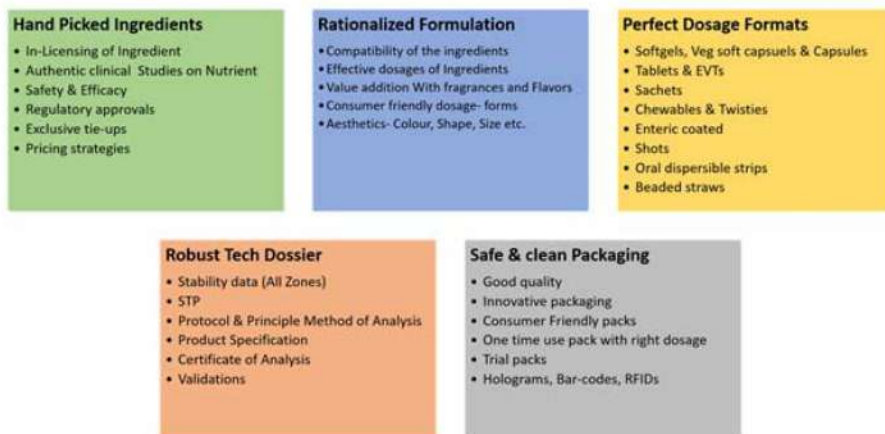 Hand Picked Ingredients
• In-Licensing of Ingredient
• Authentic clinical Studies on Nutrient
• Safety & Efficacy
• Regulatory approvals
• Exclusive tie-ups
• Pricing strategies
Rationalized Formulation
•Compatibility of the ingredients
•Effective dosages of Ingredients
•Value addition With fragrances and Flavors
•Consumer friendly dosage- forms
•Aesthetics- Colour, Shape, Size etc.
Perfect Dosage Formats
• Softgels, Veg soft capsuels & Capsules
• Tablets & EVTs
• Sachets
• Chewables & Twisties
• Enteric coated
• Shots
• Oral dispersible strips
• Beaded straws
Robust Tech Dossier
• Stability data (All Zones)
• STP
• Protocol & Principle Method of Analysis
• Product Specification
• Certificate of Analysis
• Validations
Safe & clean Packaging
• Good quality
• Innovative packaging
• Consumer Friendly packs
• One time use pack with right dosage
• Trial packs
• Holograms, Bar-codes, RFIDs